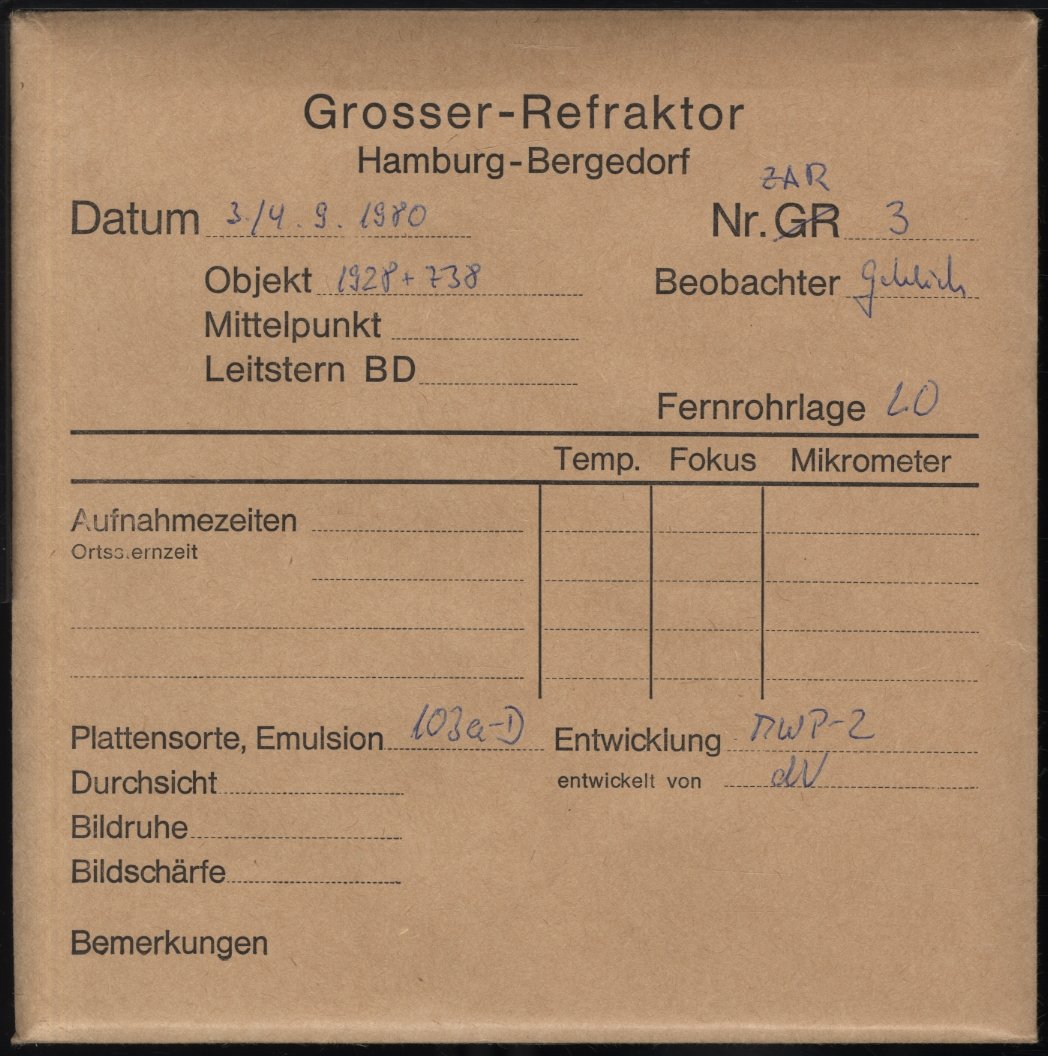 Grosser-Refraktor
Hamburg-Bergedorf
ZAR
Datum 3./4. 9. 1980 Nr. GR 3
Objekt 1928+738 Beobachter
Mittelpunkt
Leitstern BD
Fernrohrlage LO
Temp. Fokus Mikrometer
Aufnahmezeiten
Ortssternzeit
Plattensorte, Emulsion 103a-D Entwicklung MWP-2
Durchsicht entwickelt von dV
Bildruhe
Bildschärfe
Bemerkungen